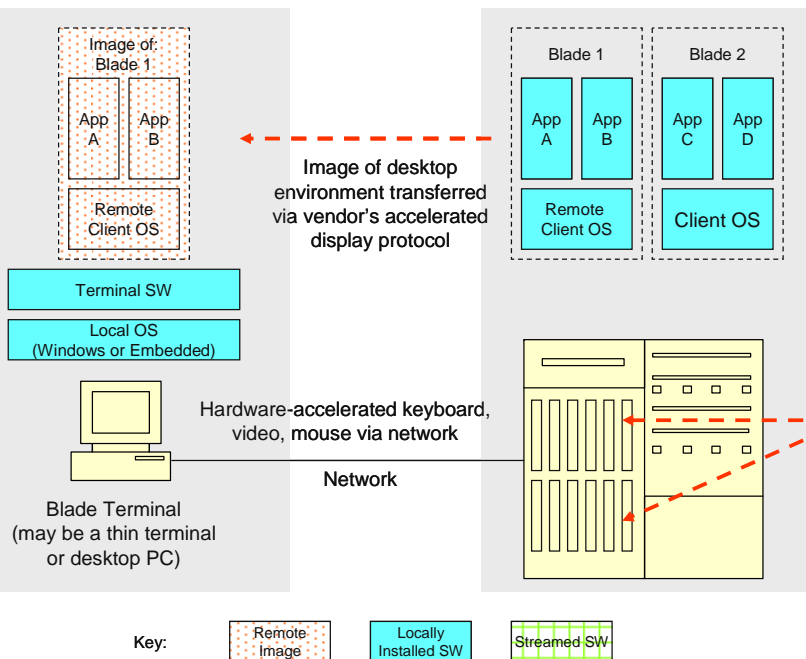 Image of:
Blade 1
App
A
App
B
Remote
Client OS
Terminal SW
Local OS
(Windows or Embedded)
Image of desktop
environment transferred
via vendor's accelerated
display protocol
Blade 1
App
A
App
B
Remote
Client OS
Blade 2
App
C
App
D
Client OS
Hardware-accelerated keyboard,
video, mouse via network
Network
Blade Terminal
(may be a thin terminal
or desktop PC)
Key:
Remote
Image
Locally
Installed SW
Streamed SW